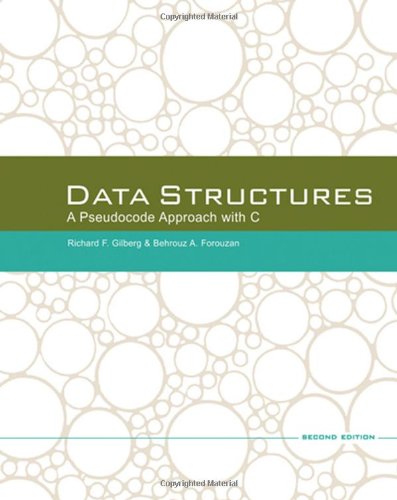 Copyrighted Material
DATA STRUCTURES
A Pseudocode Approach with C
Richard F. Gilberg & Behrouz A. Forouzan
SECOND EDITION
Copyrighted Material